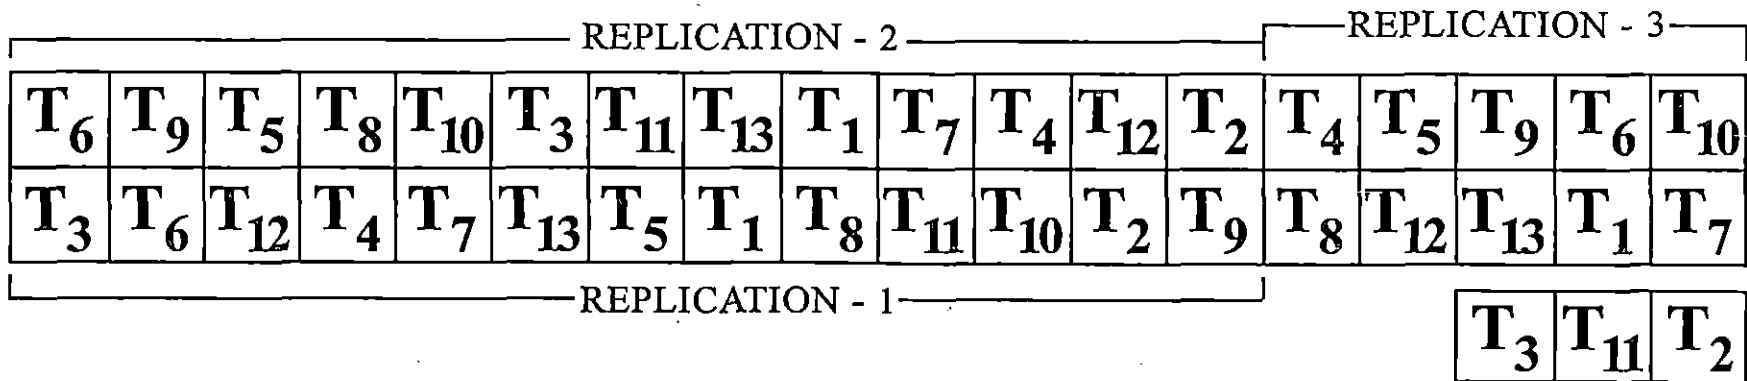 REPLICATION - 2 REPLICATION - 3
T6 T9 T5 T8 T10 T3 T11 T13 T1 T7 T4 T12 T2 T4 T5 T9 T6 T10
T3 T6 T12 T4 T7 T13 T5 T1 T8 T11 T10 T2 T9 T8 T12 T13 T1 T7
REPLICATION - 1
T3 T11 T2